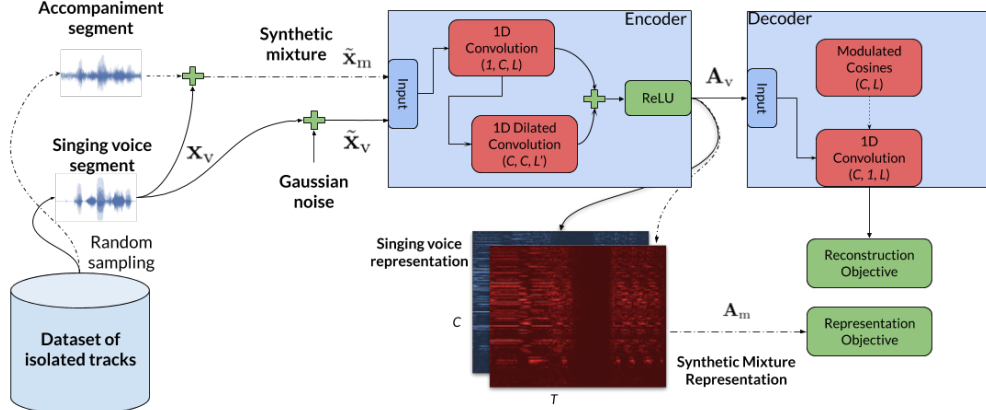 Accompaniment
segment
Synthetic
mixture
x̃ₘ
Encoder
Input
1D
Convolution
(1, C, L)
1D Dilated
Convolution
(C, C, L')
ReLU
Aᵥ
Decoder
Input
Modulated
Cosines
(C, L)
1D
Convolution
(C, 1, L)
Singing voice
segment
xᵥ
x̃ᵥ
Gaussian
noise
Random
sampling
Dataset of
isolated tracks
Singing voice
representation
C
T
Aₘ
Synthetic Mixture
Representation
Reconstruction
Objective
Representation
Objective